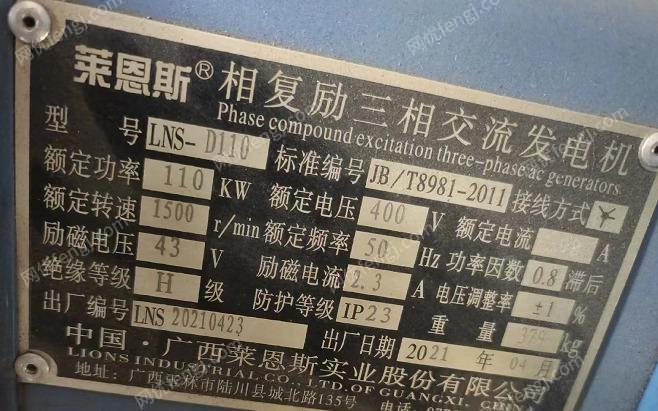 莱恩斯® 相复励三相交流发电机
Phase compound excitation three-phase ac generators
型号 LNS-D110 标准编号 JB/T8981-2011 接线方式 Y
额定功率 110 KW 额定电压 400 V 额定电流 A
额定转速 1500 r/min 额定频率 50 Hz 功率因数 0.8 滞后
励磁电压 43 V 励磁电流 2.3 A 电压调整率 ±1 %
绝缘等级 H 级 防护等级 IP23 重量 kg
出厂编号 LNS 20210423 出厂日期 2021 年 04 月
中国·广西莱恩斯实业股份有限公司
LIONS INDUSTRIAL CO., LTD. OF GUANGXI, CHINA
地址: 广西玉林市陆川县城北路135号 电话: